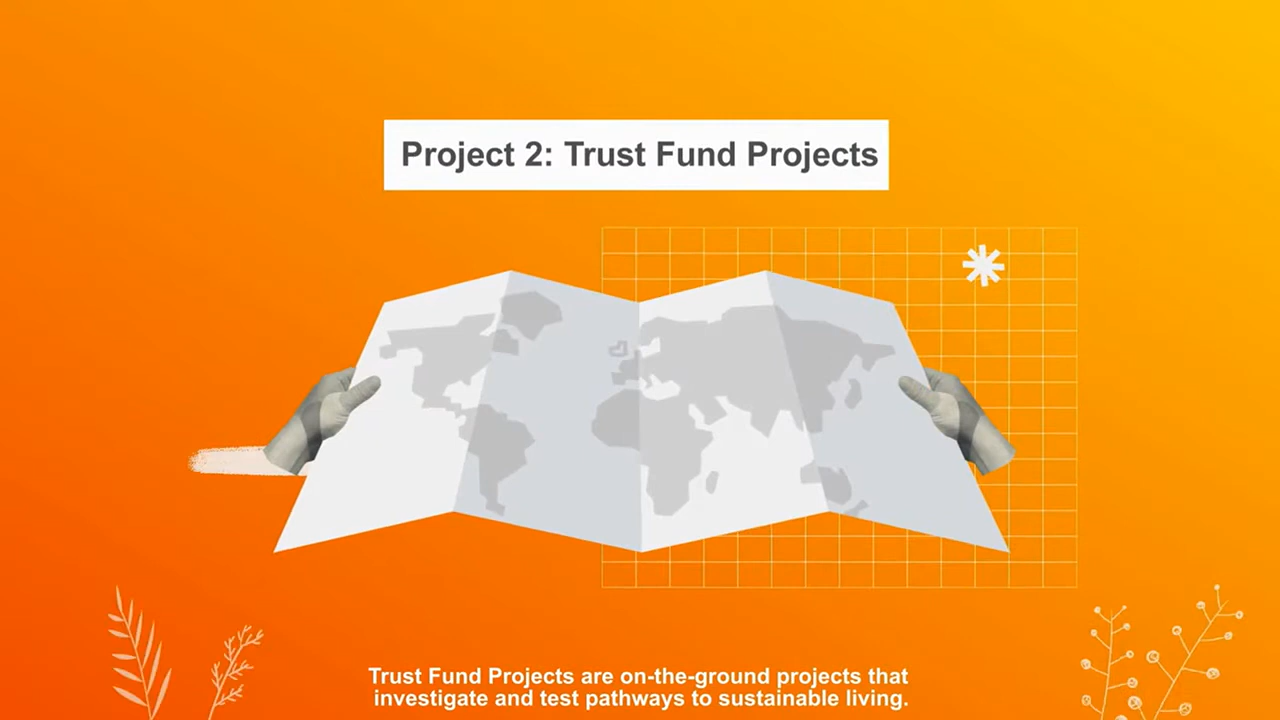 Project 2: Trust Fund Projects
Trust Fund Projects are on-the-ground projects that
investigate and test pathways to sustainable living.